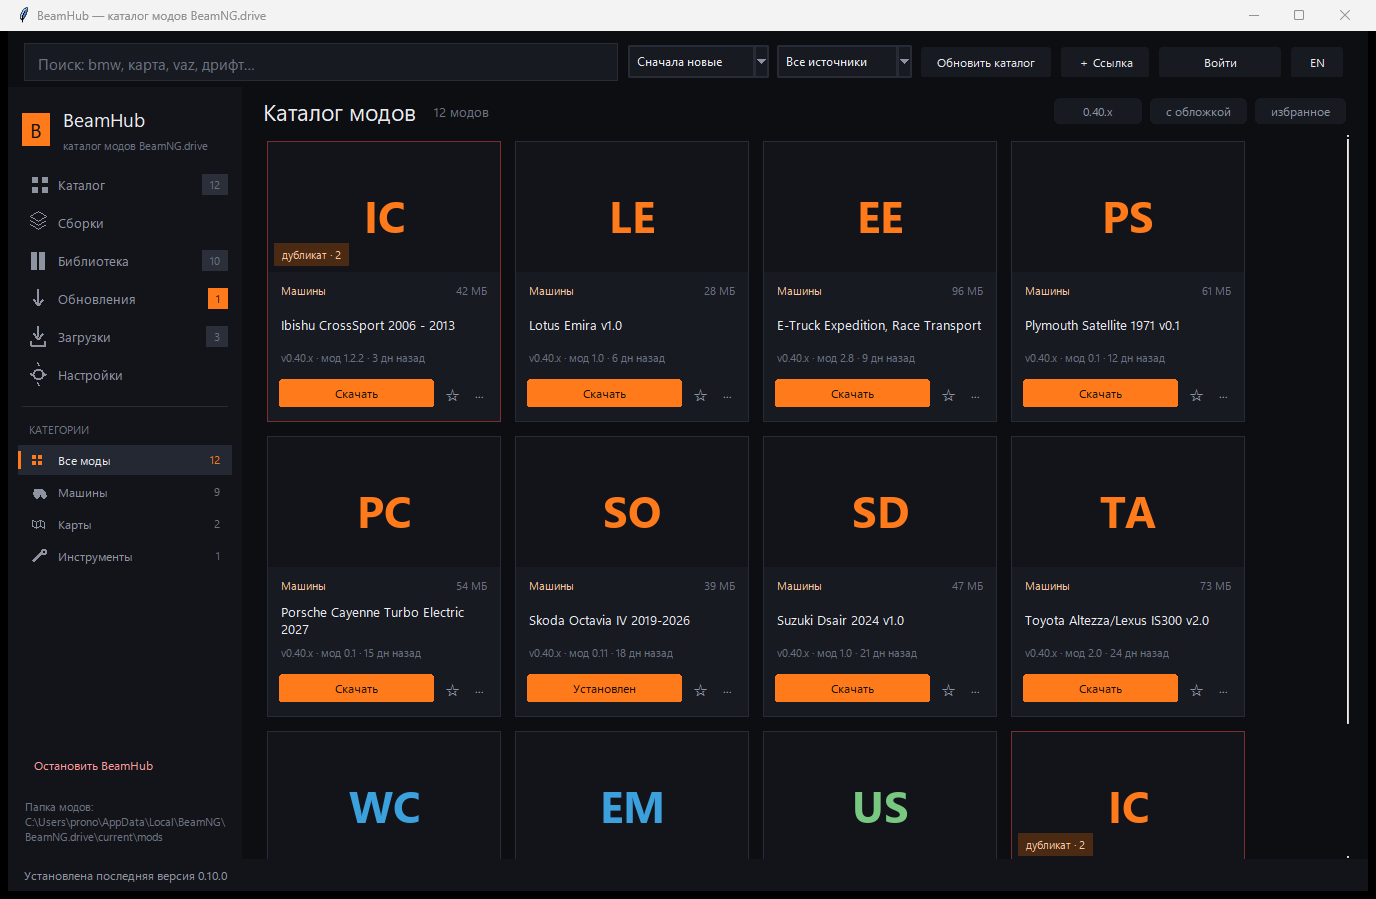 BeamHub — каталог модов BeamNG.drive
Поиск: bmw, карта, vaz, дрифт...
Сначала новые
Все источники
Обновить каталог
+ Ссылка
Войти
EN
B
BeamHub
каталог модов BeamNG.drive
Каталог
12
Сборки
Библиотека
10
Обновления
1
Загрузки
3
Настройки
КАТЕГОРИИ
Все моды
12
Машины
9
Карты
2
Инструменты
1
Остановить BeamHub
Папка модов:
C:\Users\prono\AppData\Local\BeamNG\
BeamNG.drive\current\mods
Каталог модов
12 модов
0.40.x
с обложкой
избранное
IC
дубликат · 2
Машины
42 МБ
Ibishu CrossSport 2006 - 2013
v0.40.x · мод 1.2.2 · 3 дн назад
Скачать
☆
...
LE
Машины
28 МБ
Lotus Emira v1.0
v0.40.x · мод 1.0 · 6 дн назад
Скачать
☆
...
EE
Машины
96 МБ
E-Truck Expedition, Race Transport
v0.40.x · мод 2.8 · 9 дн назад
Скачать
☆
...
PS
Машины
61 МБ
Plymouth Satellite 1971 v0.1
v0.40.x · мод 0.1 · 12 дн назад
Скачать
☆
...
PC
Машины
54 МБ
Porsche Cayenne Turbo Electric
2027
v0.40.x · мод 0.1 · 15 дн назад
Скачать
☆
...
SO
Машины
39 МБ
Skoda Octavia IV 2019-2026
v0.40.x · мод 0.11 · 18 дн назад
Установлен
☆
...
SD
Машины
47 МБ
Suzuki Dsair 2024 v1.0
v0.40.x · мод 1.0 · 21 дн назад
Скачать
☆
...
TA
Машины
73 МБ
Toyota Altezza/Lexus IS300 v2.0
v0.40.x · мод 2.0 · 24 дн назад
Скачать
☆
...
WC
EM
US
IC
дубликат · 2
Установлена последняя версия 0.10.0